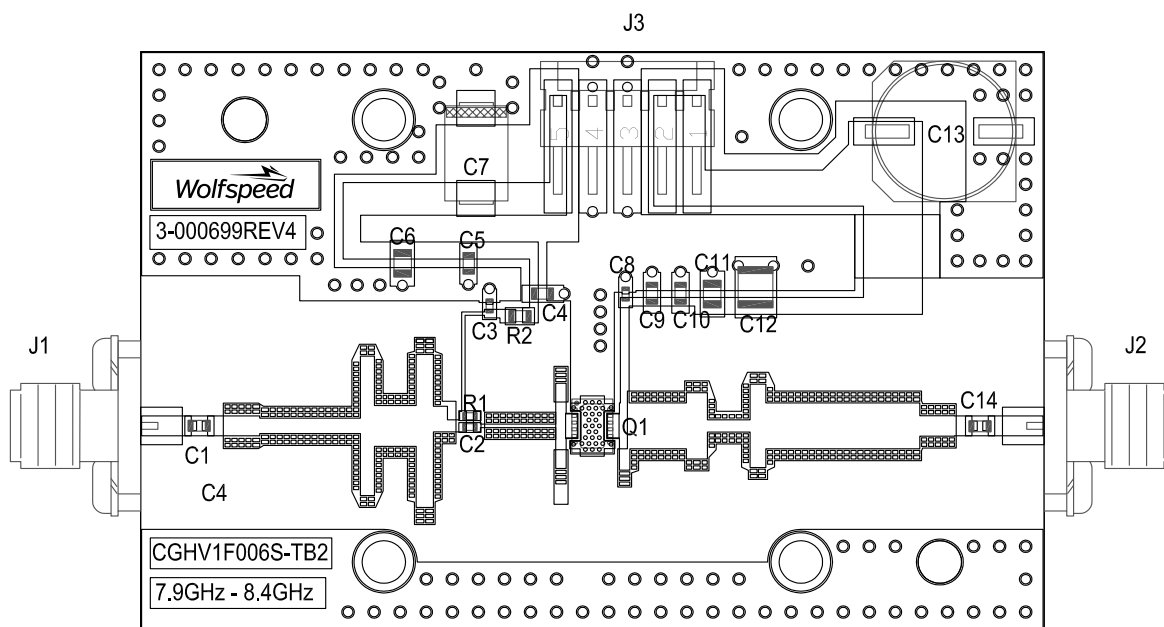 J3
5 4 3 2 1
C13
C7
Wolfspeed
3-000699REV4
C6 C5
C8 C11
C4
C3 R2
C9 C10 C12
J1
J2
R1
C2
Q1
C14
C1
C4
CGHV1F006S-TB2
7.9GHz - 8.4GHz